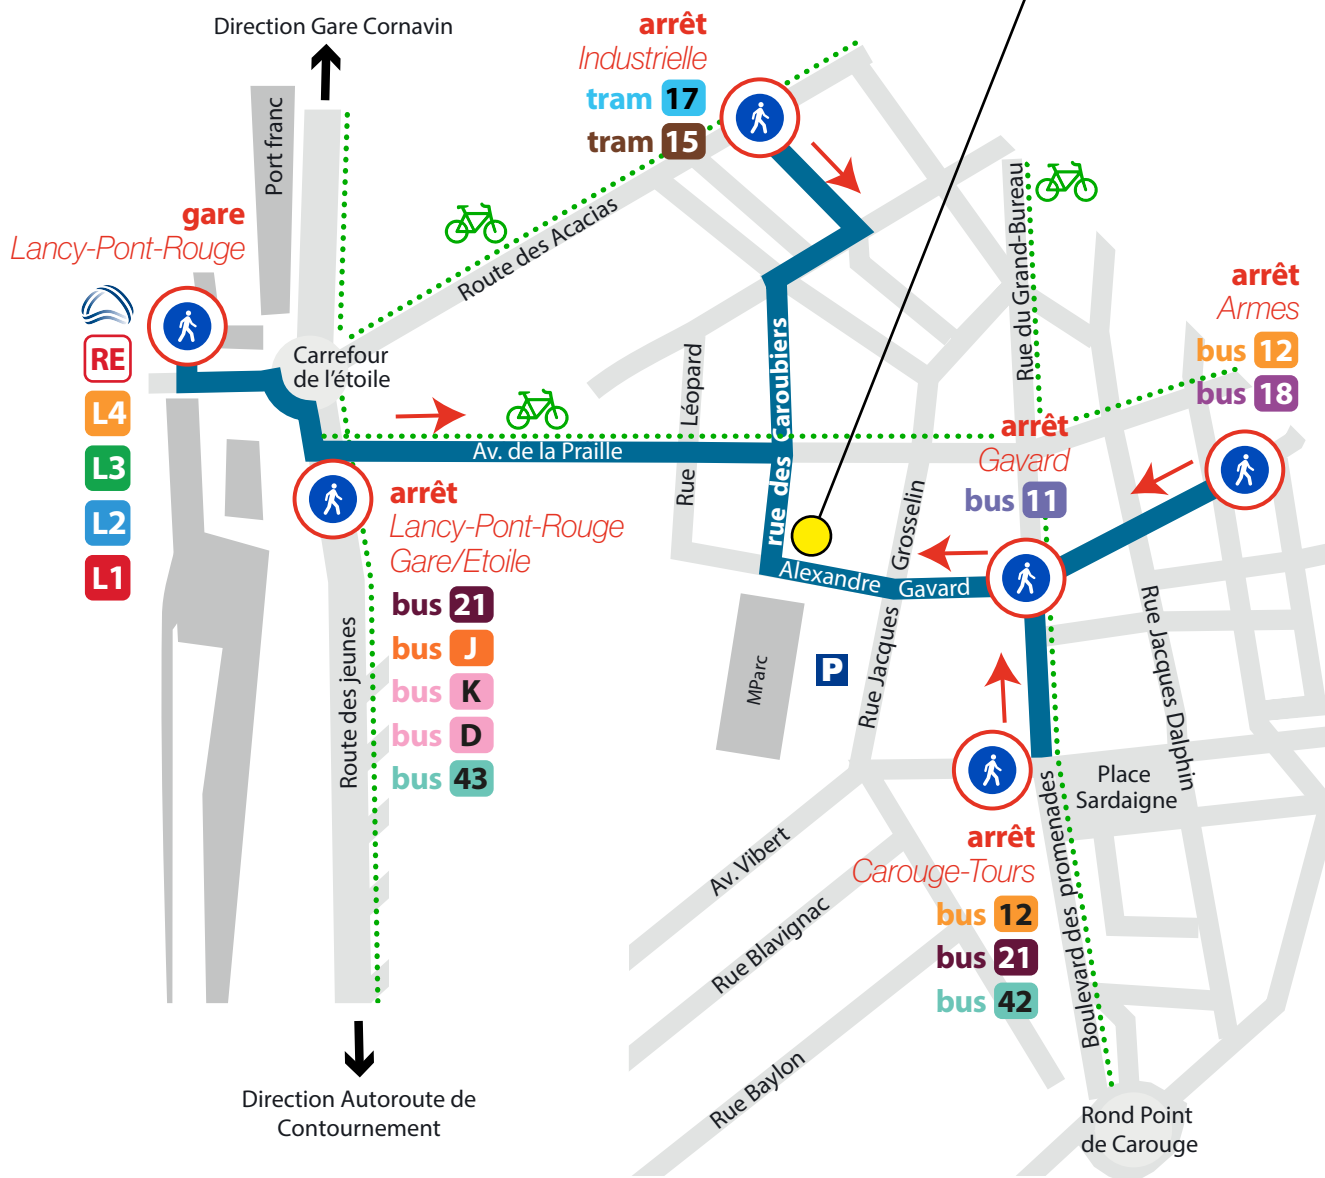 Direction Gare Cornavin
Port franc
arrêt
Industrielle
tram 17
tram 15
gare
Lancy-Pont-Rouge
RE
L4
L3
L2
L1
Carrefour
de l’étoile
Route des Acacias
Rue du Grand-Bureau
arrêt
Armes
bus 12
bus 18
Rue Léopard
rue des Caroubiers
Av. de la Praille
arrêt
Gavard
bus 11
arrêt
Lancy-Pont-Rouge
Gare/Etoile
bus 21
bus J
bus K
bus D
bus 43
Route des jeunes
Alexandre Gavard
Rue Jacques Grosselin
MParc
P
Rue Jacques Dalphin
Place
Sardaigne
arrêt
Carouge-Tours
bus 12
bus 21
bus 42
Boulevard des promenades
Av. Vibert
Rue Blavignac
Rue Baylon
Direction Autoroute de
Contournement
Rond Point
de Carouge